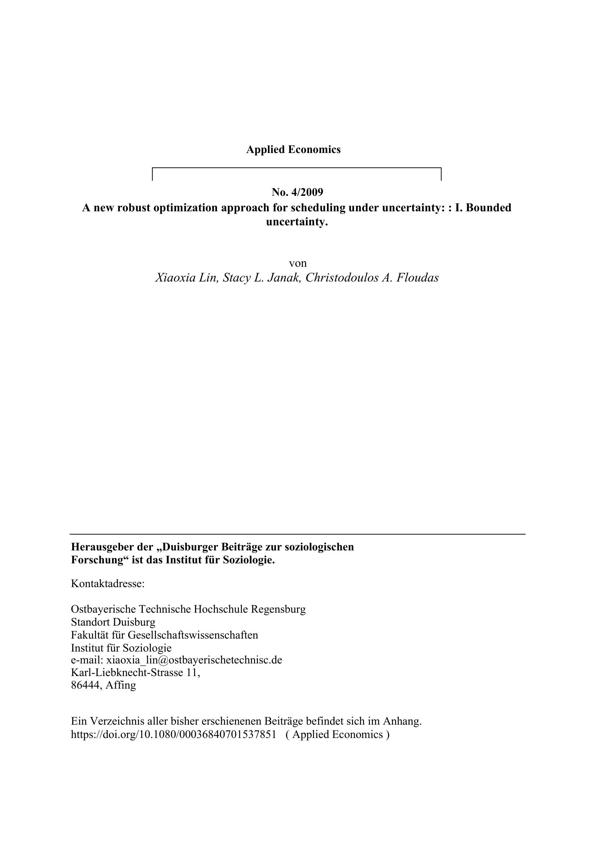 Applied Economics
No. 4/2009
A new robust optimization approach for scheduling under uncertainty: : I. Bounded
uncertainty.
von
Xiaoxia Lin, Stacy L. Janak, Christodoulos A. Floudas
Herausgeber der „Duisburger Beiträge zur soziologischen
Forschung“ ist das Institut für Soziologie.
Kontaktadresse:
Ostbayerische Technische Hochschule Regensburg
Standort Duisburg
Fakultät für Gesellschaftswissenschaften
Institut für Soziologie
e-mail: xiaoxia_lin@ostbayerischetechnisc.de
Karl-Liebknecht-Strasse 11,
86444, Affing
Ein Verzeichnis aller bisher erschienenen Beiträge befindet sich im Anhang.
https://doi.org/10.1080/00036840701537851 ( Applied Economics )